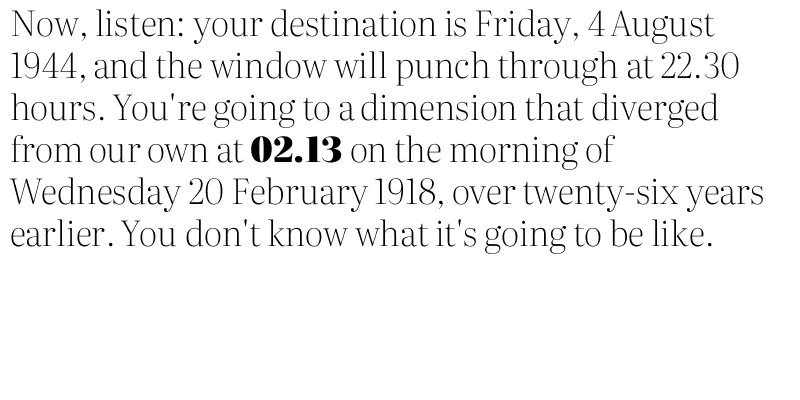 Now, listen: your destination is Friday, 4 August
1944, and the window will punch through at 22.30
hours. You're going to a dimension that diverged
from our own at 02.13 on the morning of
Wednesday 20 February 1918, over twenty-six years
earlier. You don't know what it's going to be like.